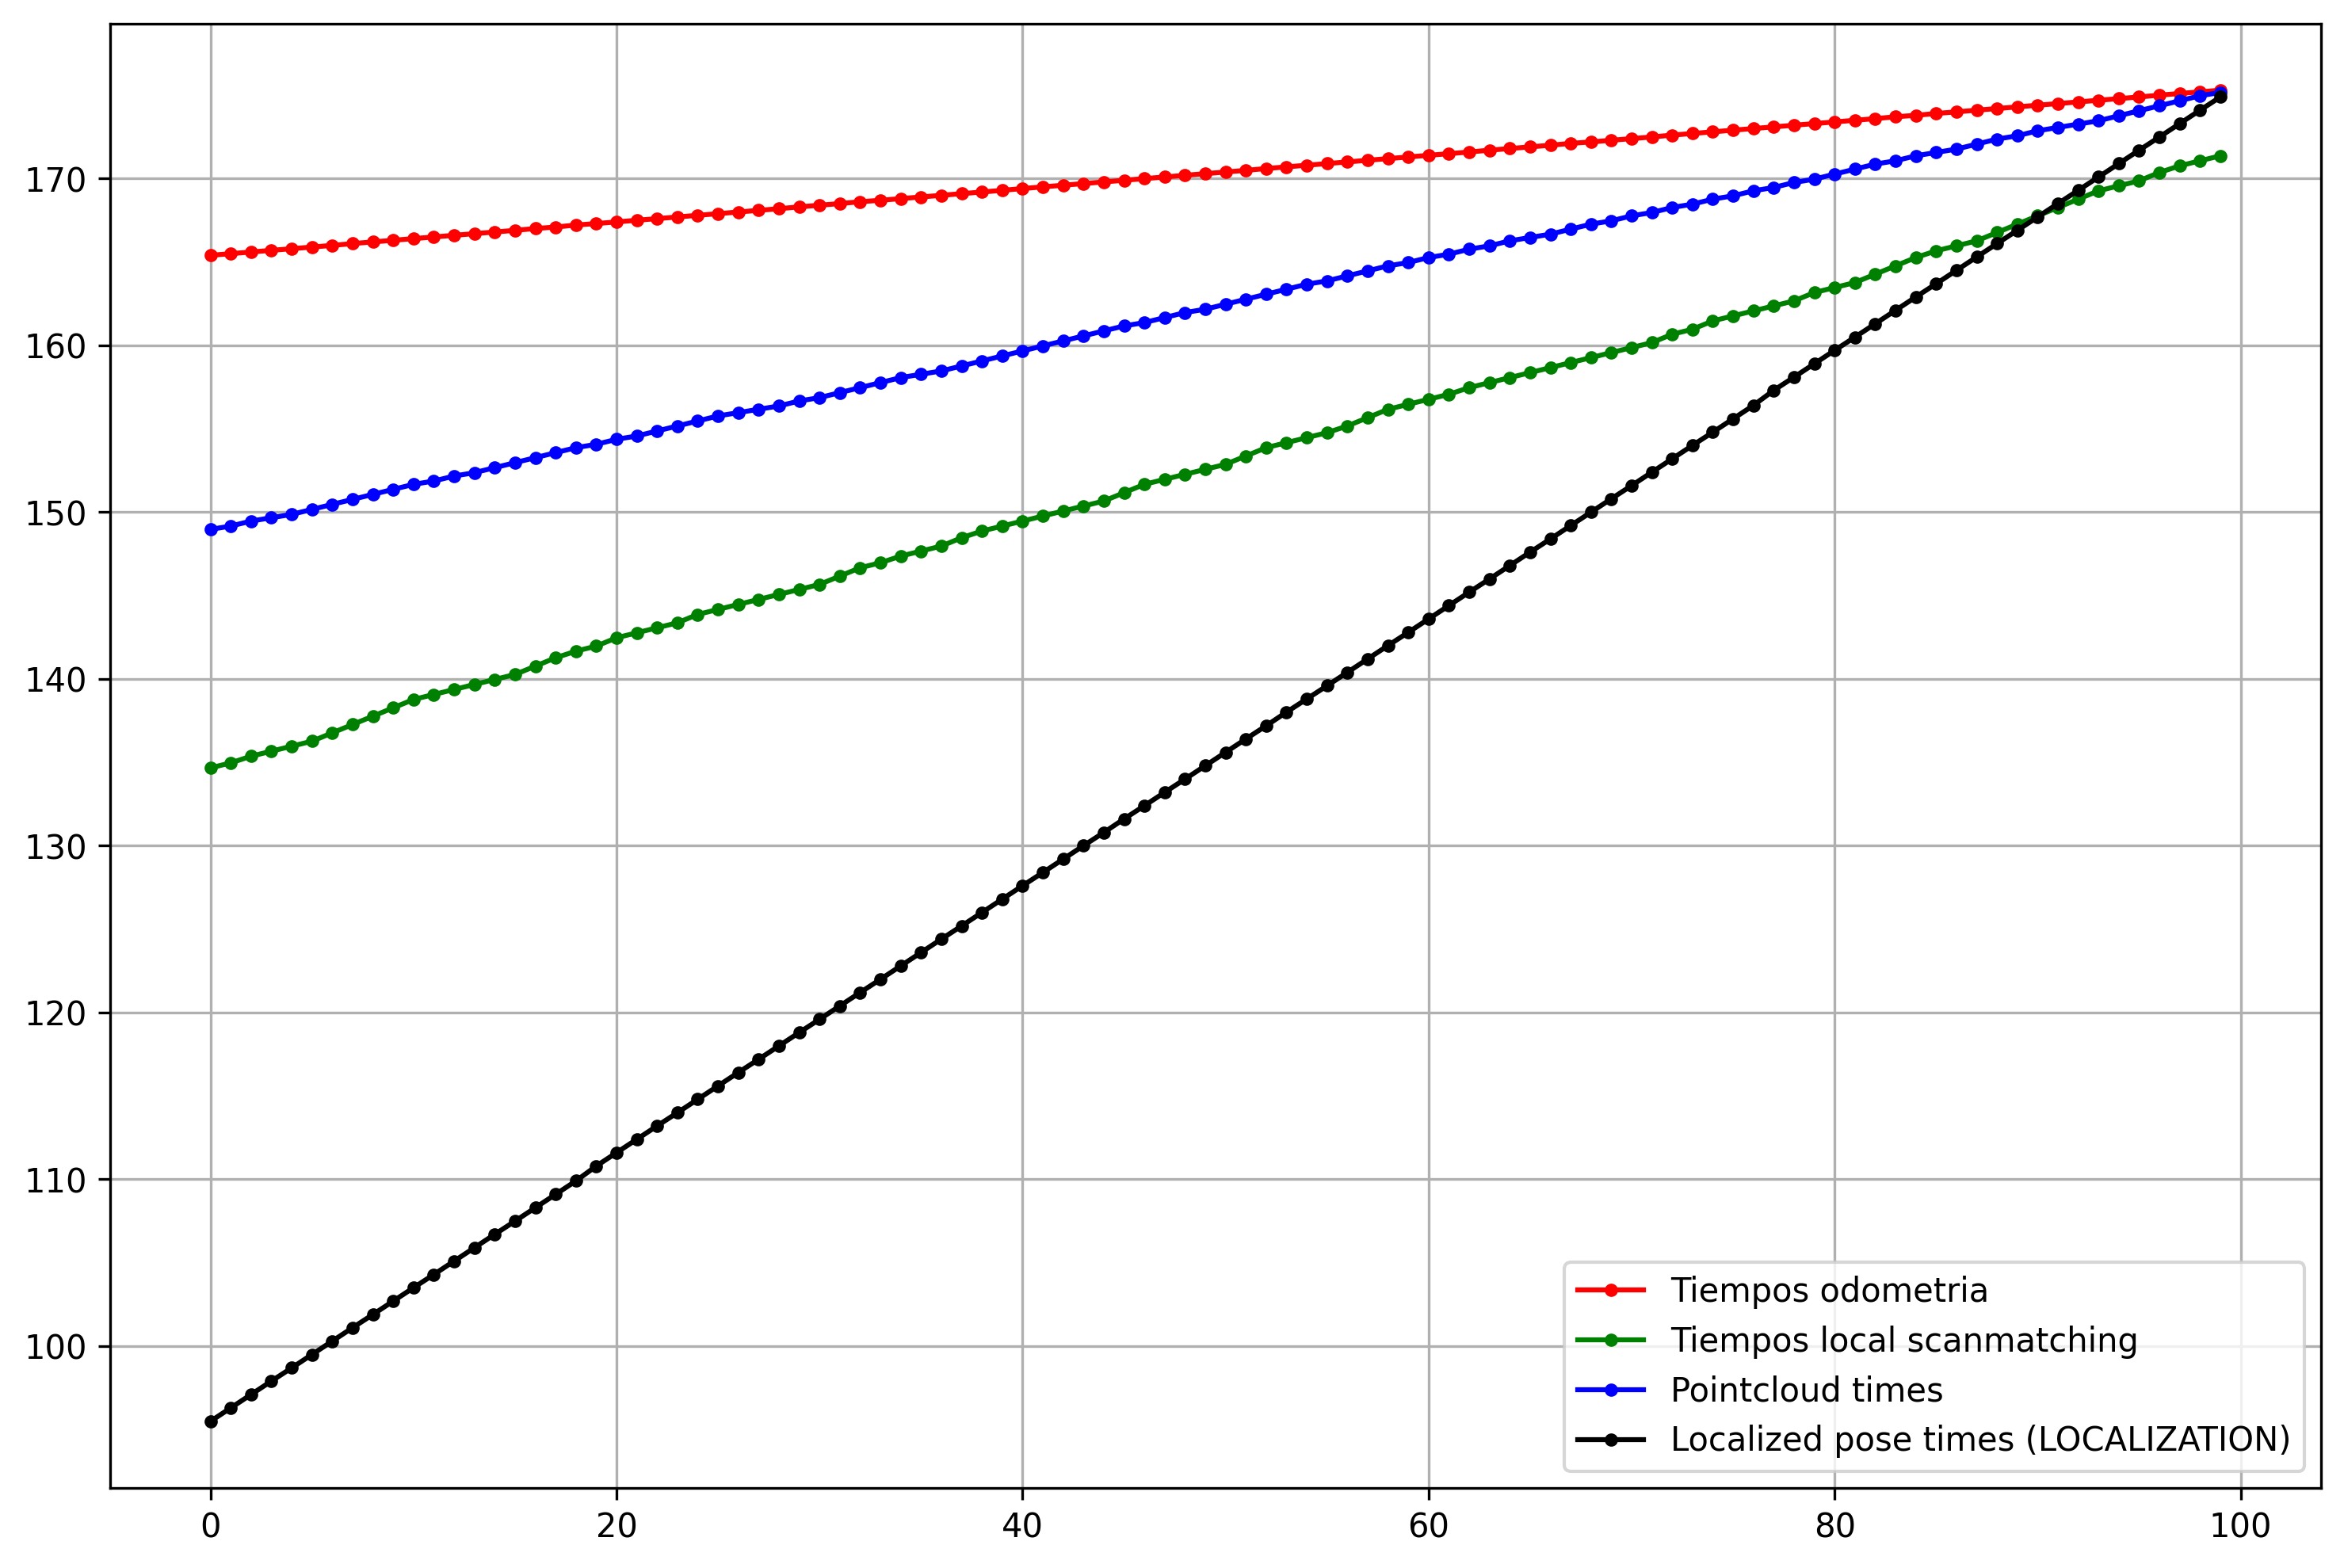 170
160
150
140
130
120
110
100
0 20 40 60 80 100
Tiempos odometria
Tiempos local scanmatching
Pointcloud times
Localized pose times (LOCALIZATION)